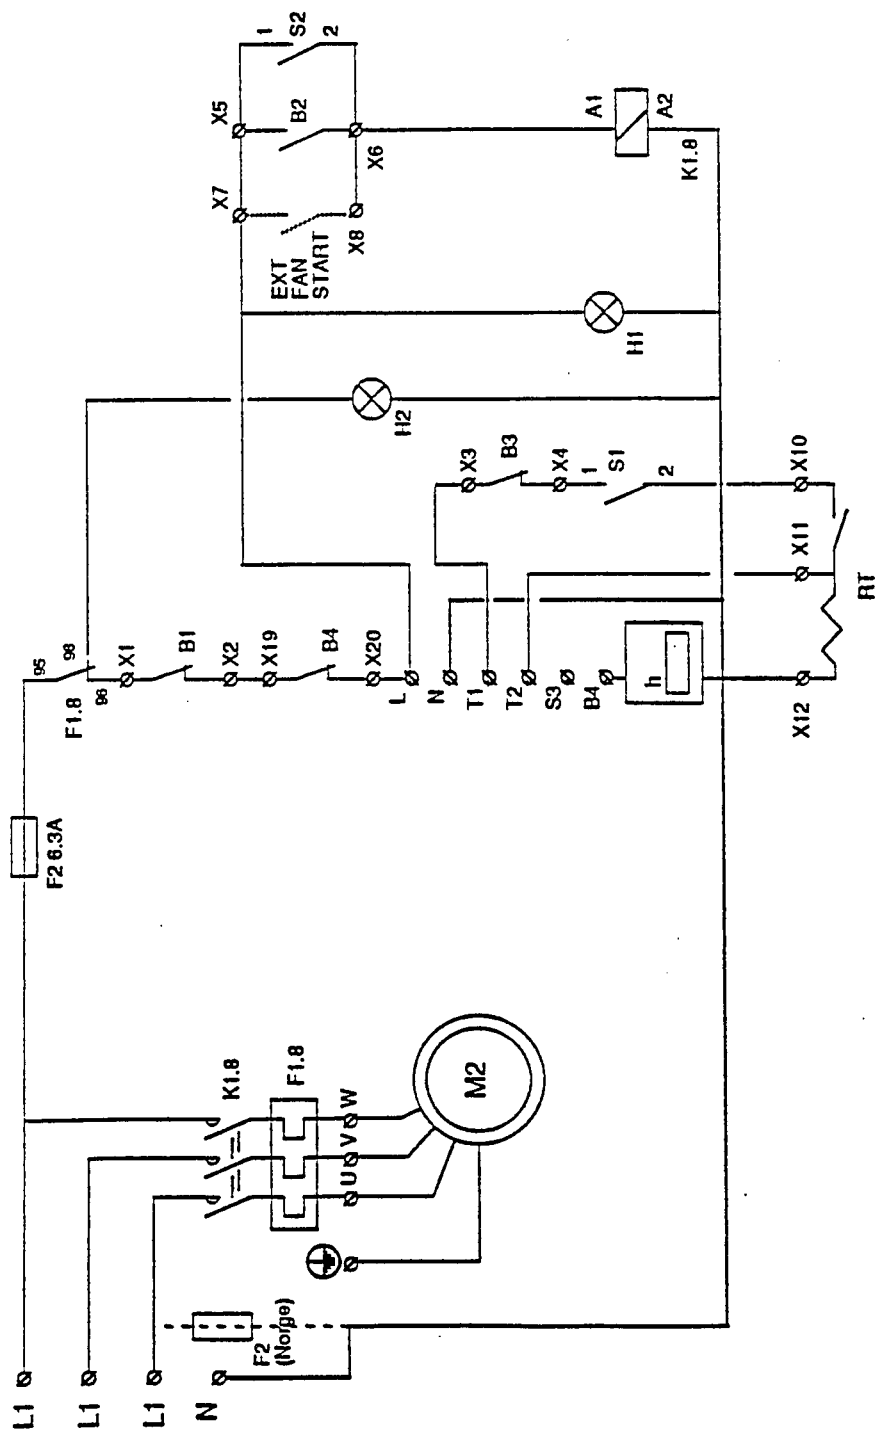 L1
L1
L1
N
F2
(Norge)
F2 6.3A
K1.8
F1.8
U
V
W
M2
F1.8
95
96
98
X1
B1
X2
X19
B4
X20
L
N
T1
T2
S3
B4
h
X12
X11
X10
RT
X3
B3
X4
1
S1
2
H2
H1
EXT
FAN
START
X7
X8
X5
B2
X6
1
S2
2
A1
A2
K1.8